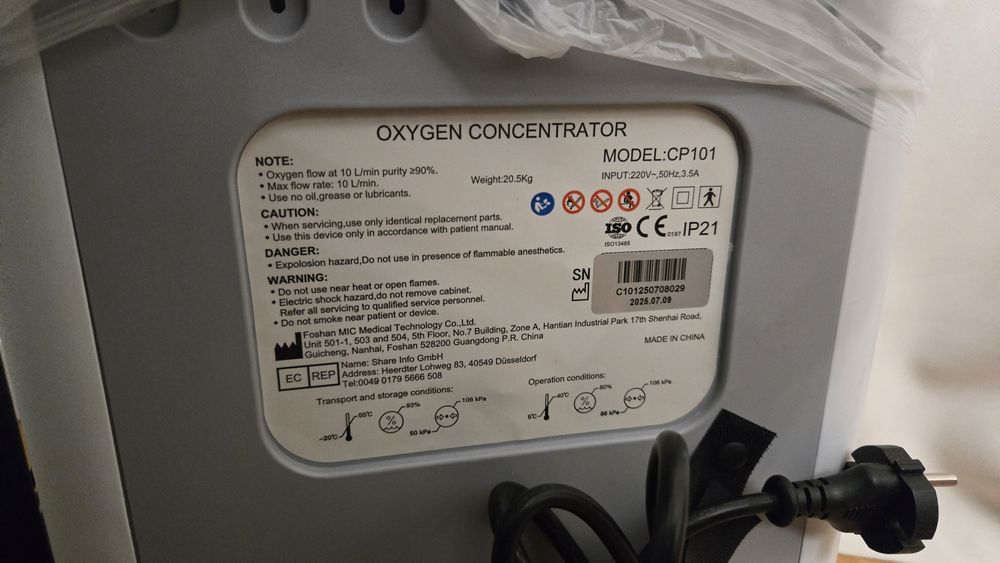 OXYGEN CONCENTRATOR
NOTE:
• Oxygen flow at 10 L/min purity ≥90%.
• Max flow rate: 10 L/min.
• Use no oil,grease or lubricants.
Weight:20.5Kg
MODEL:CP101
INPUT:220V~,50Hz,3.5A
CAUTION:
• When servicing,use only identical replacement parts.
• Use this device only in accordance with patient manual.
ISO
ISO13485
CE 0197 IP21
DANGER:
• Expolosion hazard,Do not use in presence of flammable anesthetics.
WARNING:
• Do not use near heat or open flames.
• Electric shock hazard,do not remove cabinet.
Refer all servicing to qualified service personnel.
• Do not smoke near patient or device.
SN
C101250708029
2025.07.09
Foshan MIC Medical Technology Co.,Ltd.
Unit 501-1, 503 and 504, 5th Floor, No.7 Building, Zone A, Hantian Industrial Park 17th Shenhai Road,
Guicheng, Nanhai, Foshan 528200 Guangdong P.R. China
MADE IN CHINA
EC REP
Name: Share Info GmbH
Address: Heerdter Lohweg 83, 40549 Düsseldorf
Tel:0049 0179 5666 508
Transport and storage conditions:
-20℃ 55℃
% 93%
50 kPa 106 kPa
Operation conditions:
5℃ 40℃
% 80%
86 kPa 106 kPa